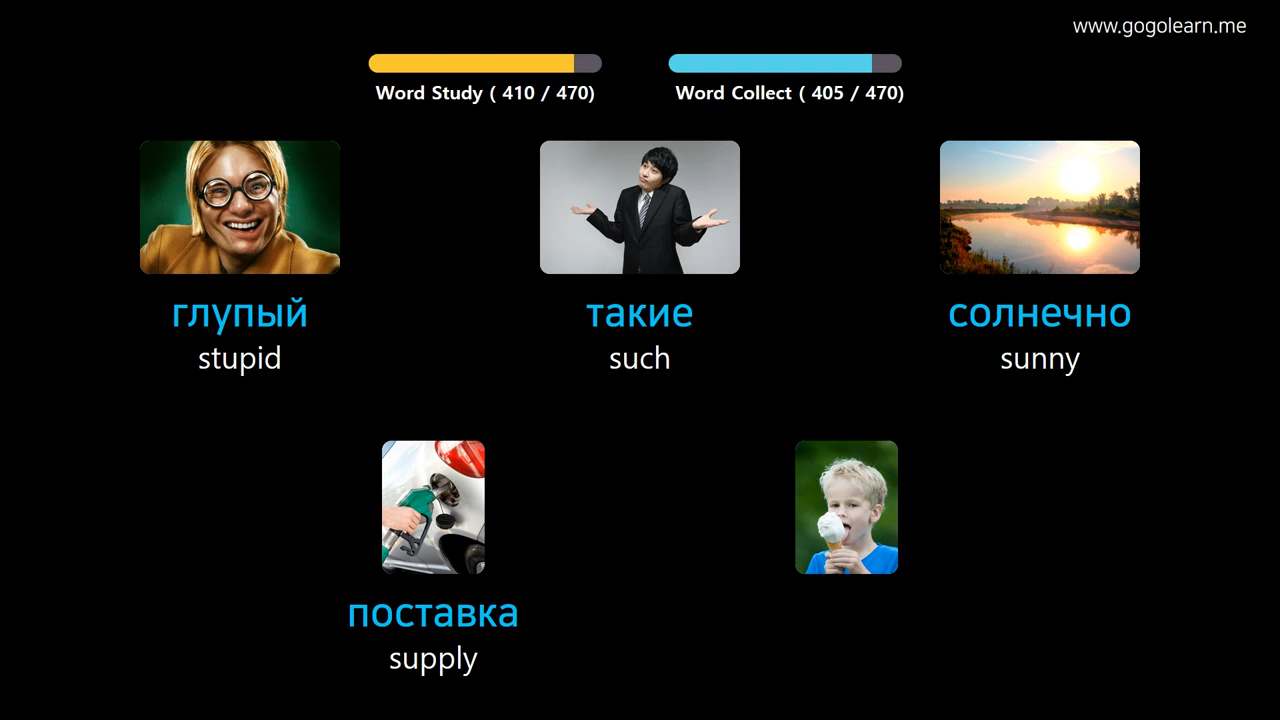 www.gogolearn.me
Word Study ( 410 / 470)
Word Collect ( 405 / 470)
глупый
stupid
такие
such
солнечно
sunny
поставка
supply